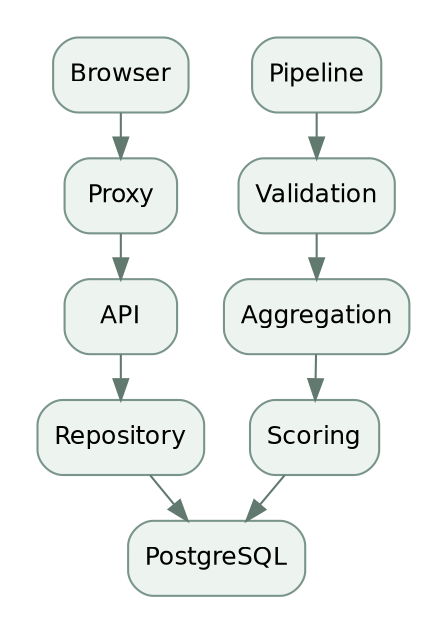 Browser
Pipeline
Proxy
Validation
API
Aggregation
Repository
Scoring
PostgreSQL